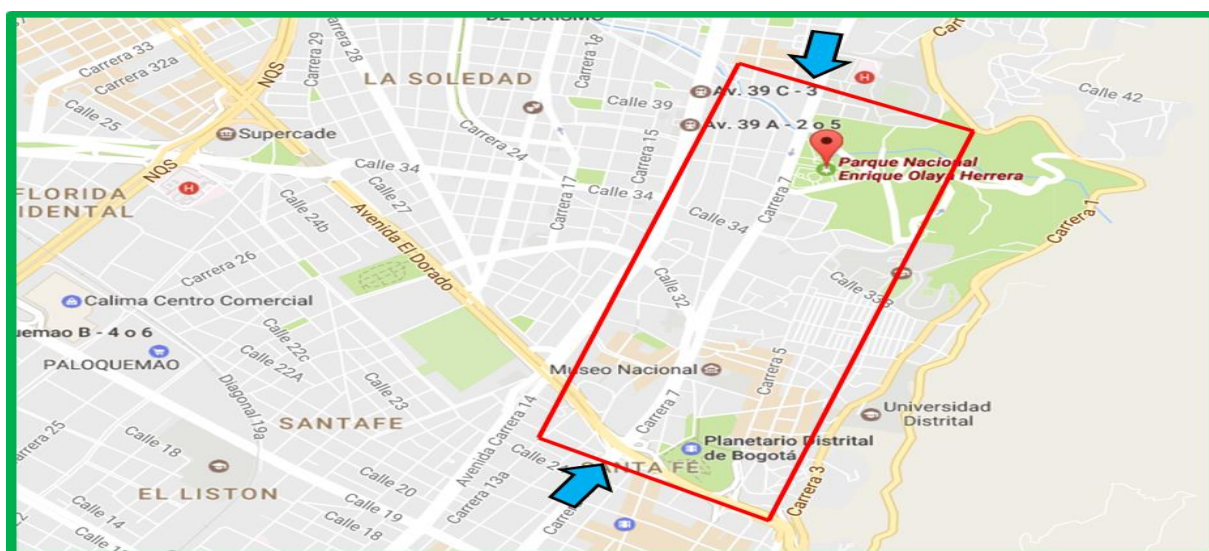 DE TURISMO
Carrera 33
Carrera 32a
Carrera 29
Carrera 28
Carrera 18
LA SOLEDAD
NQS
Calle 25
Supercade
Calle 39
Av. 39 C - 3
Calle 42
Carrera 24
Carrera 15
Av. 39 A - 2 o 5
Calle 34
Parque Nacional
Enrique Olaya Herrera
NQS
Calle 27
Carrera 17
Calle 34
Carrera 7
Calle 34
Carrera 1
FLORIDA
IDENTAL
Calle 24b
Avenida El Dorado
Carrera 26
Calle 32
Calle 33B
Calima Centro Comercial
uemao B - 4 o 6
Calle 22c
PALOQUEMAO
Calle 22A
Museo Nacional
Carrera 5
Diagonal 19a
Calle 23
Avenida Carrera 14
Carrera 7
Universidad
Distrital
SANTAFE
Planetario Distrital
de Bogotá
Calle 18
SANTA FÉ
Carrera 3
EL LISTON
Calle 20
Carrera 13a
Calle 19
Calle 14
Calle 18